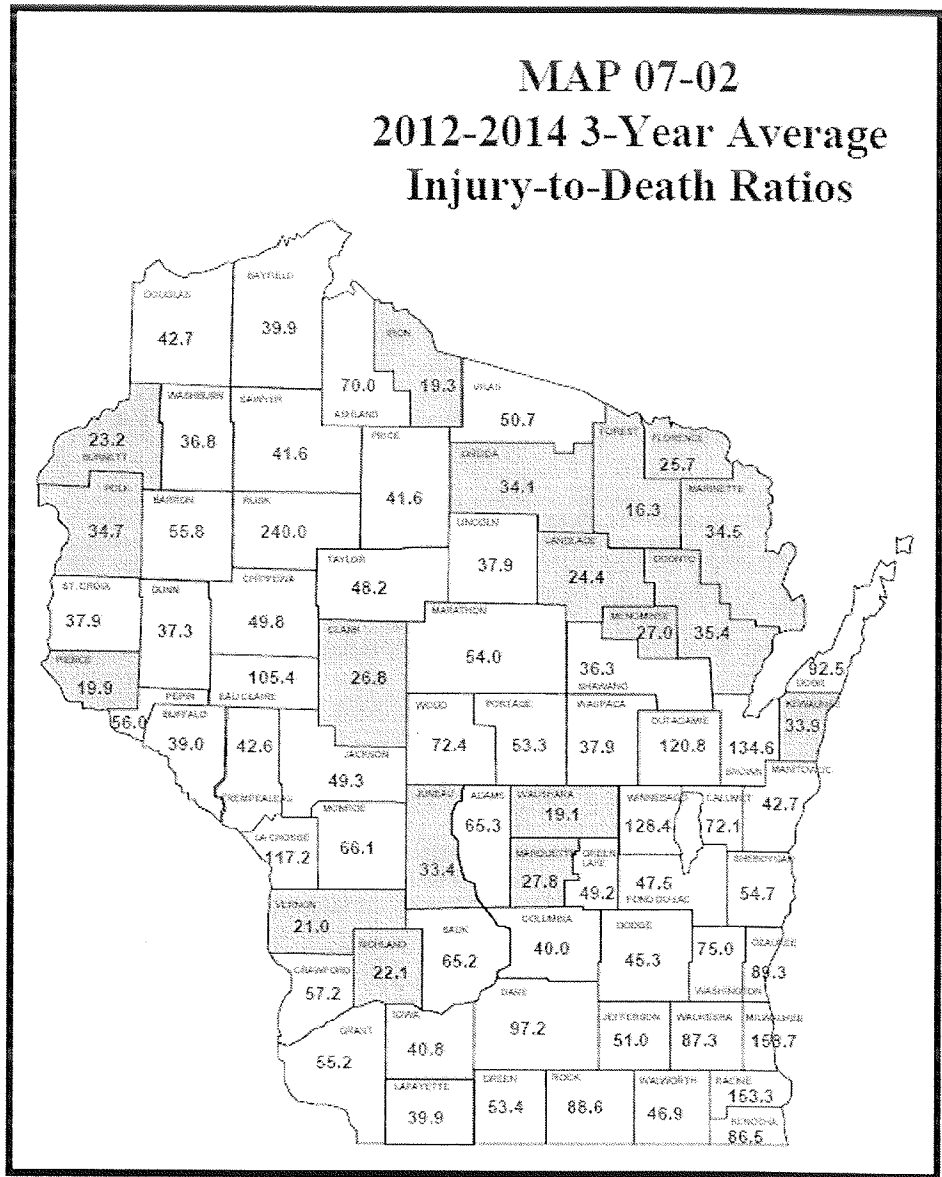 MAP 07-02
2012-2014 3-Year Average
Injury-to-Death Ratios
BAYFIELD
DOUGLAS
39.9
42.7
IRON
70.0
19.3
VILAS
ASHLAND
50.7
WASHBURN
SAWYER
23.2
BURNETT
36.8
41.6
PRICE
41.6
ONEIDA
34.1
FOREST
16.3
FLORENCE
25.7
MARINETTE
34.5
POLK
34.7
BARRON
55.8
RUSK
240.0
LINCOLN
37.9
LANGLADE
24.4
OCONTO
35.4
TAYLOR
48.2
ST. CROIX
37.9
DUNN
37.3
CHIPPEWA
49.8
MARATHON
54.0
MENOMINEE
27.0
CLARK
26.8
36.3
SHAWANO
92.5
DOOR
PIERCE
19.9
105.4
EAU CLAIRE
PEPIN
56.0
BUFFALO
39.0
42.6
TREMPEALEAU
JACKSON
49.3
WOOD
72.4
PORTAGE
53.3
WAUPACA
37.9
OUTAGAMIE
120.8
134.6
BROWN
KEWAUNEE
33.9
MANITOWOC
42.7
MONROE
66.1
LA CROSSE
117.2
JUNEAU
33.4
ADAMS
65.3
WAUSHARA
19.1
WINNEBAGO
128.4
CALUMET
72.1
MARQUETTE
27.8
GREEN
LAKE
49.2
47.5
FOND DU LAC
SHEBOYGAN
54.7
VERNON
21.0
RICHLAND
22.1
SAUK
65.2
COLUMBIA
40.0
DODGE
45.3
75.0
WASHINGTON
OZAUKEE
89.3
CRAWFORD
57.2
GRANT
55.2
IOWA
40.8
DANE
97.2
JEFFERSON
51.0
WAUKESHA
87.3
MILWAUKEE
158.7
LAFAYETTE
39.9
GREEN
53.4
ROCK
88.6
WALWORTH
46.9
RACINE
153.3
KENOSHA
86.5